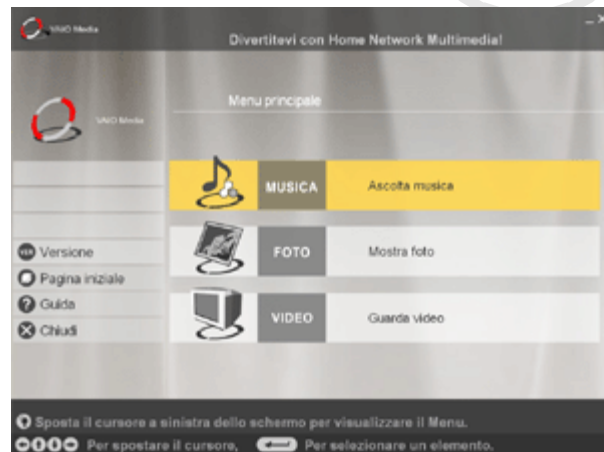 VAIO Media
Divertitevi con Home Network Multimedia!
VAIO Media
Menu principale
MUSICA Ascolta musica
FOTO Mostra foto
VIDEO Guarda video
VER Versione
Pagina iniziale
? Guida
Chiudi
Sposta il cursore a sinistra dello schermo per visualizzare il Menu.
Per spostare il cursore, Per selezionare un elemento.